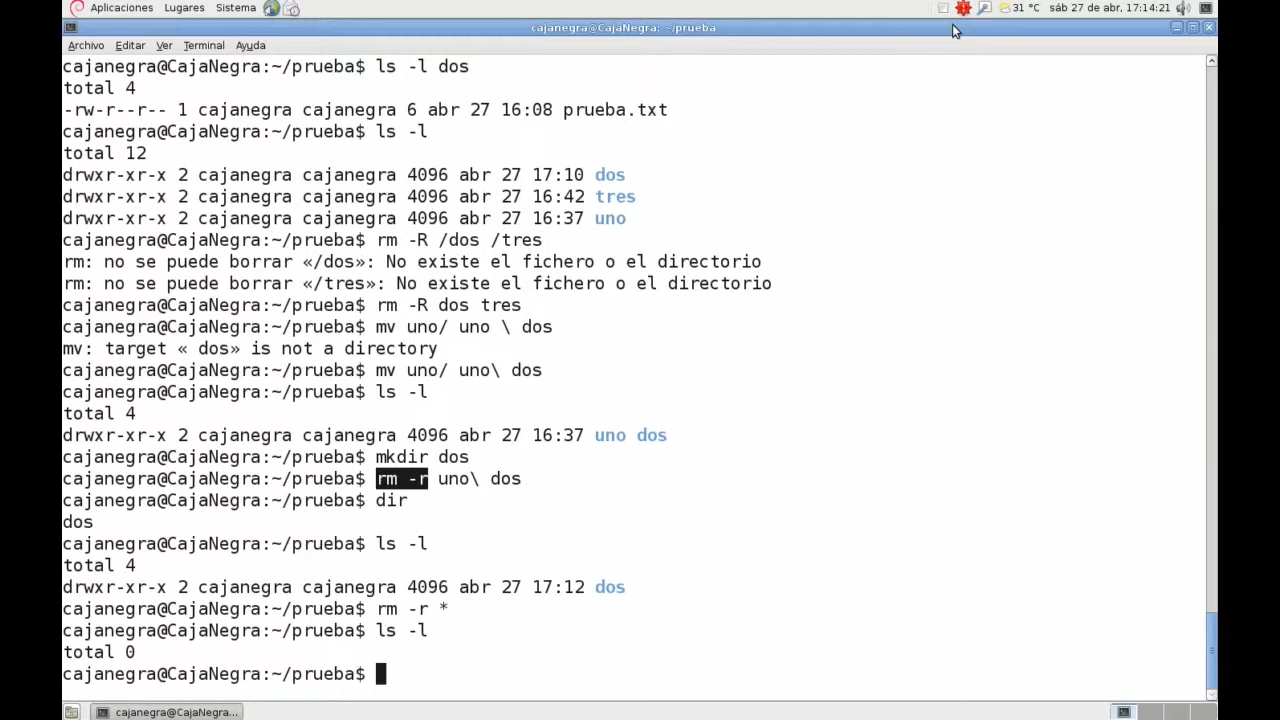 Aplicaciones Lugares Sistema 31 °C sáb 27 de abr, 17:14:21
cajanegra@CajaNegra: ~/prueba
Archivo Editar Ver Terminal Ayuda
cajanegra@CajaNegra:~/prueba$ ls -l dos
total 4
-rw-r--r-- 1 cajanegra cajanegra 6 abr 27 16:08 prueba.txt
cajanegra@CajaNegra:~/prueba$ ls -l
total 12
drwxr-xr-x 2 cajanegra cajanegra 4096 abr 27 17:10 dos
drwxr-xr-x 2 cajanegra cajanegra 4096 abr 27 16:42 tres
drwxr-xr-x 2 cajanegra cajanegra 4096 abr 27 16:37 uno
cajanegra@CajaNegra:~/prueba$ rm -R /dos /tres
rm: no se puede borrar «/dos»: No existe el fichero o el directorio
rm: no se puede borrar «/tres»: No existe el fichero o el directorio
cajanegra@CajaNegra:~/prueba$ rm -R dos tres
cajanegra@CajaNegra:~/prueba$ mv uno/ uno \ dos
mv: target « dos» is not a directory
cajanegra@CajaNegra:~/prueba$ mv uno/ uno\ dos
cajanegra@CajaNegra:~/prueba$ ls -l
total 4
drwxr-xr-x 2 cajanegra cajanegra 4096 abr 27 16:37 uno dos
cajanegra@CajaNegra:~/prueba$ mkdir dos
cajanegra@CajaNegra:~/prueba$ rm -r uno\ dos
cajanegra@CajaNegra:~/prueba$ dir
dos
cajanegra@CajaNegra:~/prueba$ ls -l
total 4
drwxr-xr-x 2 cajanegra cajanegra 4096 abr 27 17:12 dos
cajanegra@CajaNegra:~/prueba$ rm -r *
cajanegra@CajaNegra:~/prueba$ ls -l
total 0
cajanegra@CajaNegra:~/prueba$
cajanegra@CajaNegra...